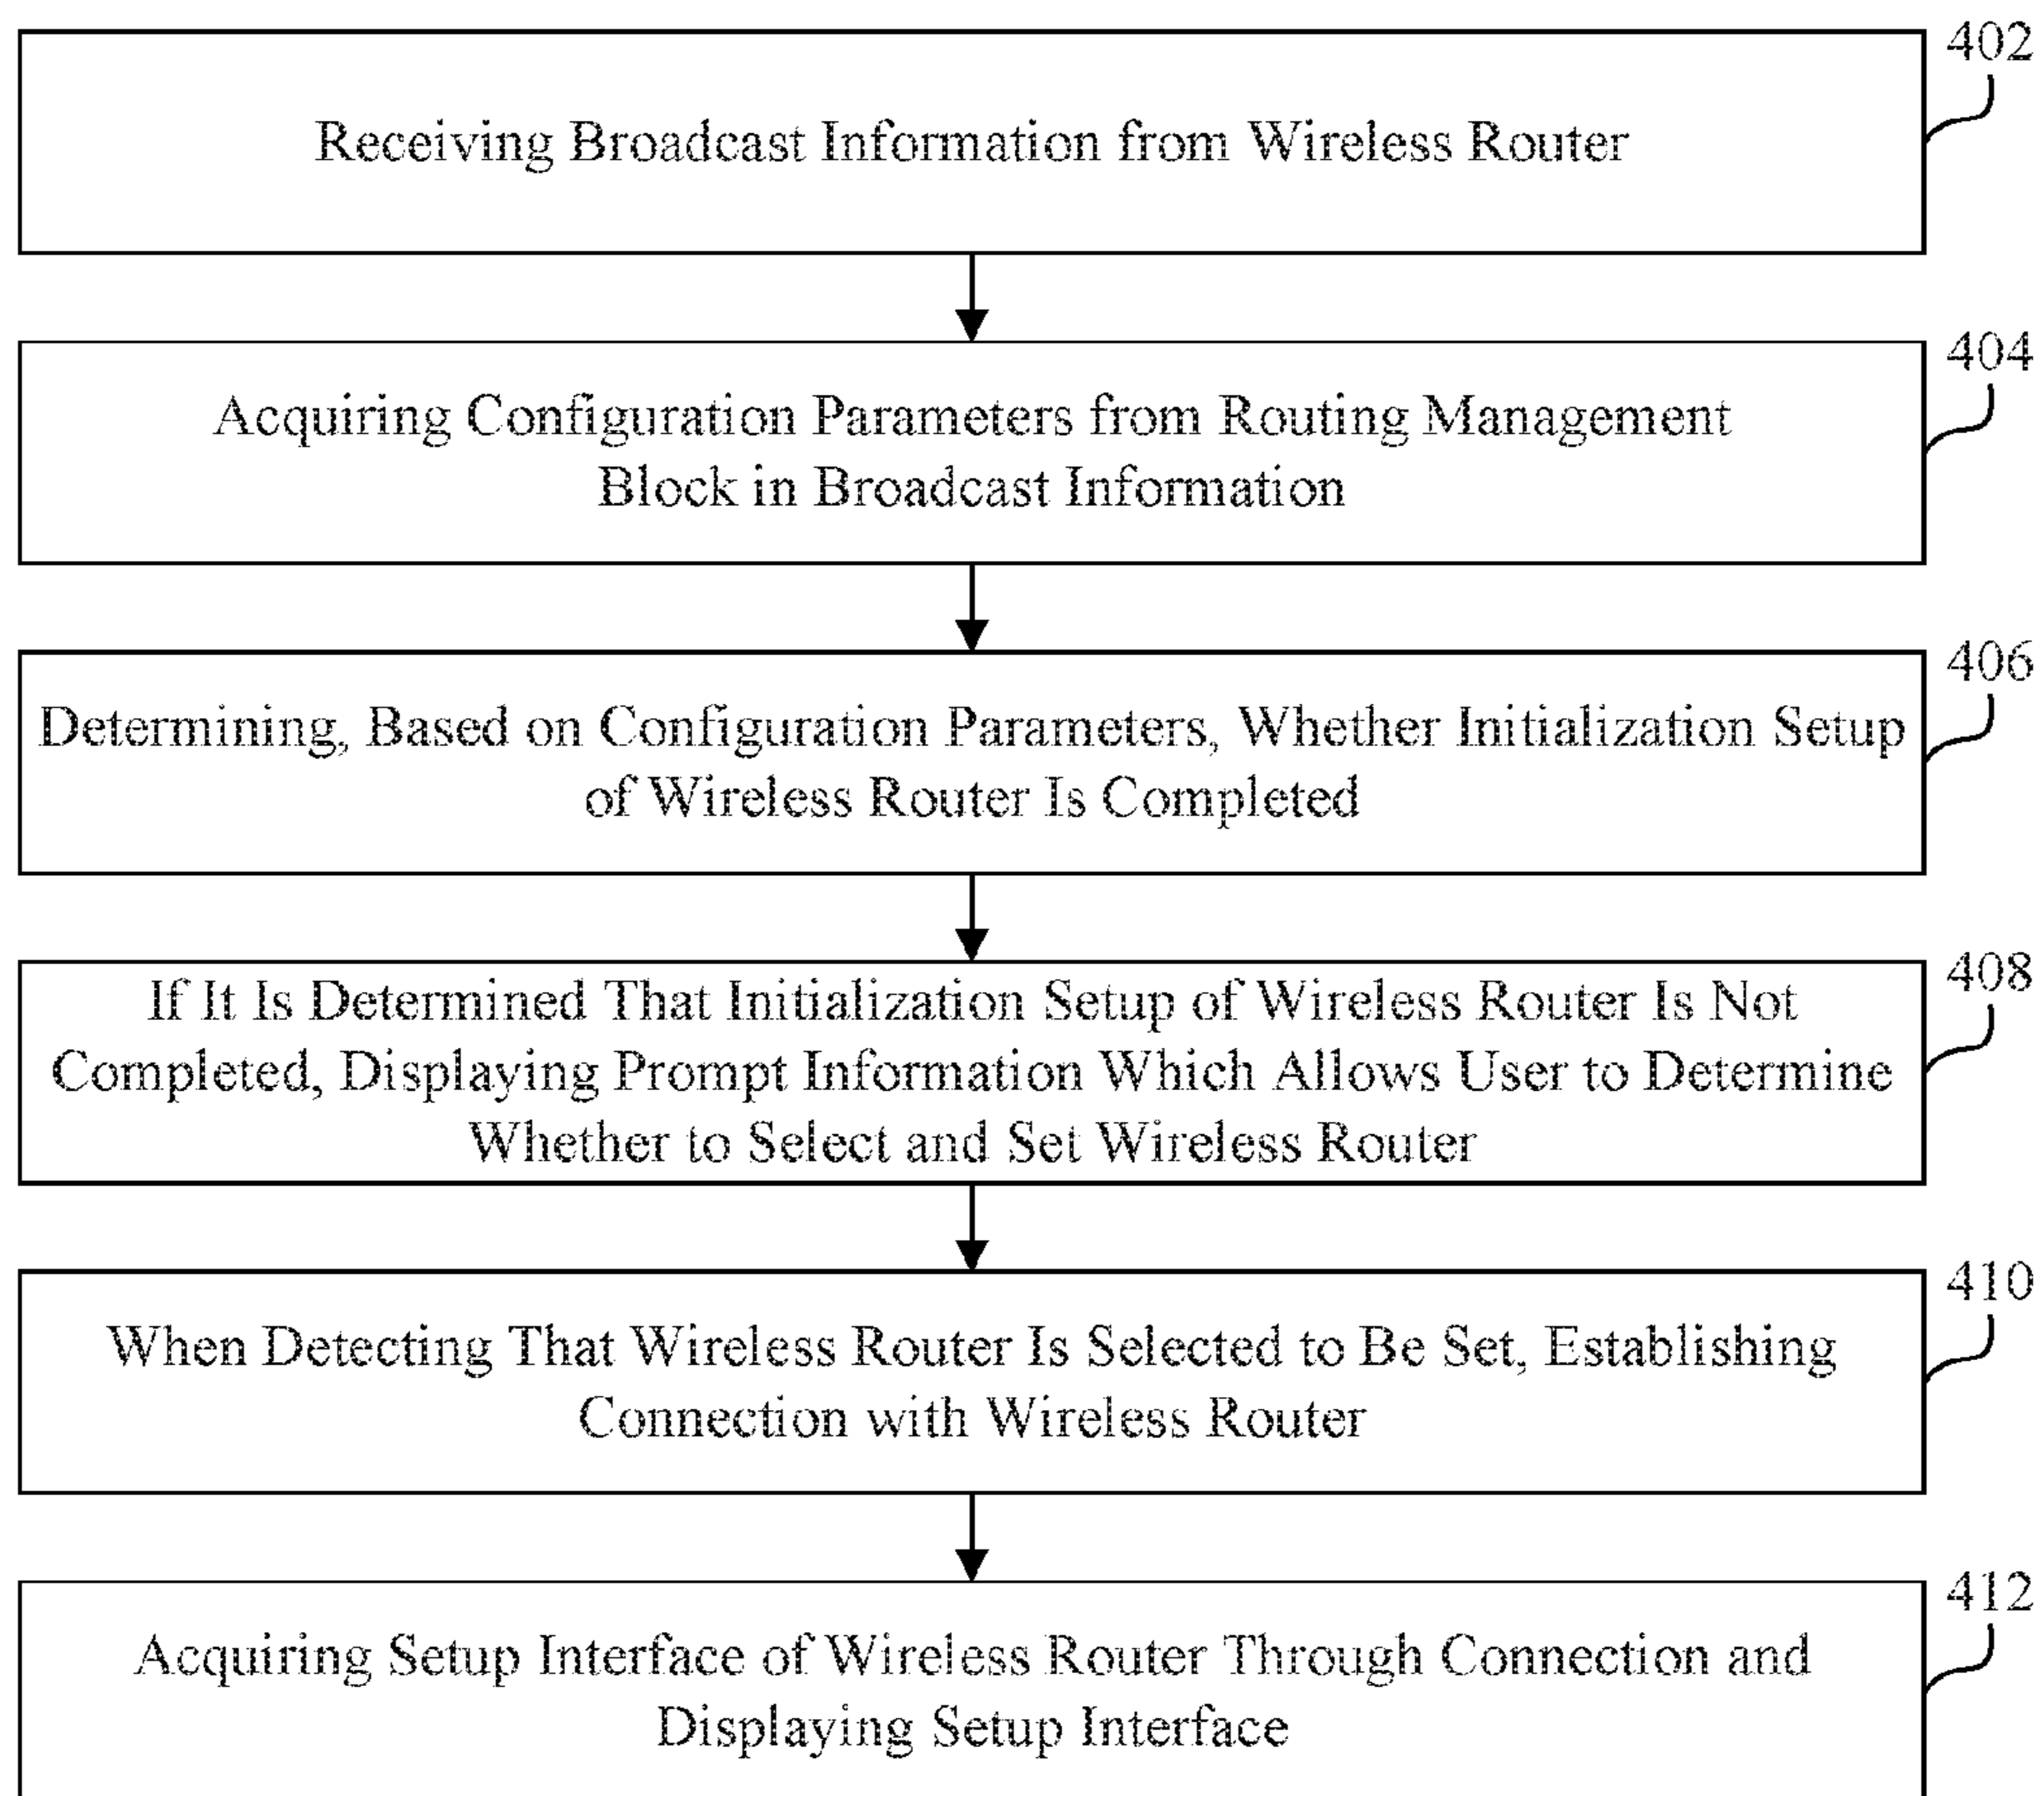 402
Receiving Broadcast Information from Wireless Router
404
Acquiring Configuration Parameters from Routing Management
Block in Broadcast Information
406
Determining, Based on Configuration Parameters, Whether Initialization Setup
of Wireless Router Is Completed
408
If It Is Determined That Initialization Setup of Wireless Router Is Not
Completed, Displaying Prompt Information Which Allows User to Determine
Whether to Select and Set Wireless Router
410
When Detecting That Wireless Router Is Selected to Be Set, Establishing
Connection with Wireless Router
412
Acquiring Setup Interface of Wireless Router Through Connection and
Displaying Setup Interface